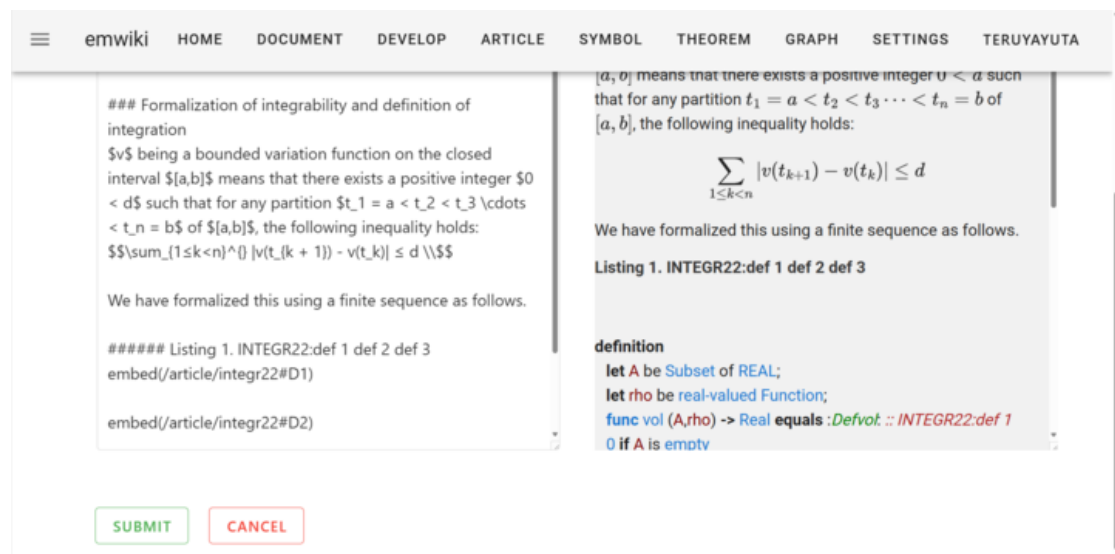 emwiki HOME DOCUMENT DEVELOP ARTICLE SYMBOL THEOREM GRAPH SETTINGS TERUYAYUTA
### Formalization of integrability and definition of
integration
$v$ being a bounded variation function on the closed
interval $[a,b]$ means that there exists a positive integer $0
< d$ such that for any partition $t_1 = a < t_2 < t_3 \cdots
< t_n = b$ of $[a,b]$, the following inequality holds:
$$\sum_{1≤k<n}^{} |v(t_{k + 1}) - v(t_k)| ≤ d \\$$
We have formalized this using a finite sequence as follows.
###### Listing 1. INTEGR22:def 1 def 2 def 3
embed(/article/integr22#D1)
embed(/article/integr22#D2)
[a, b] means that there exists a positive integer 0 < d such
that for any partition t₁ = a < t₂ < t₃ ⋯ < tₙ = b of
[a, b], the following inequality holds:
∑_{1≤k<n} |v(t_{k+1}) − v(t_k)| ≤ d
We have formalized this using a finite sequence as follows.
Listing 1. INTEGR22:def 1 def 2 def 3
definition
let A be Subset of REAL;
let rho be real-valued Function;
func vol (A,rho) -> Real equals :Defvol: :: INTEGR22:def 1
0 if A is empty
SUBMIT CANCEL